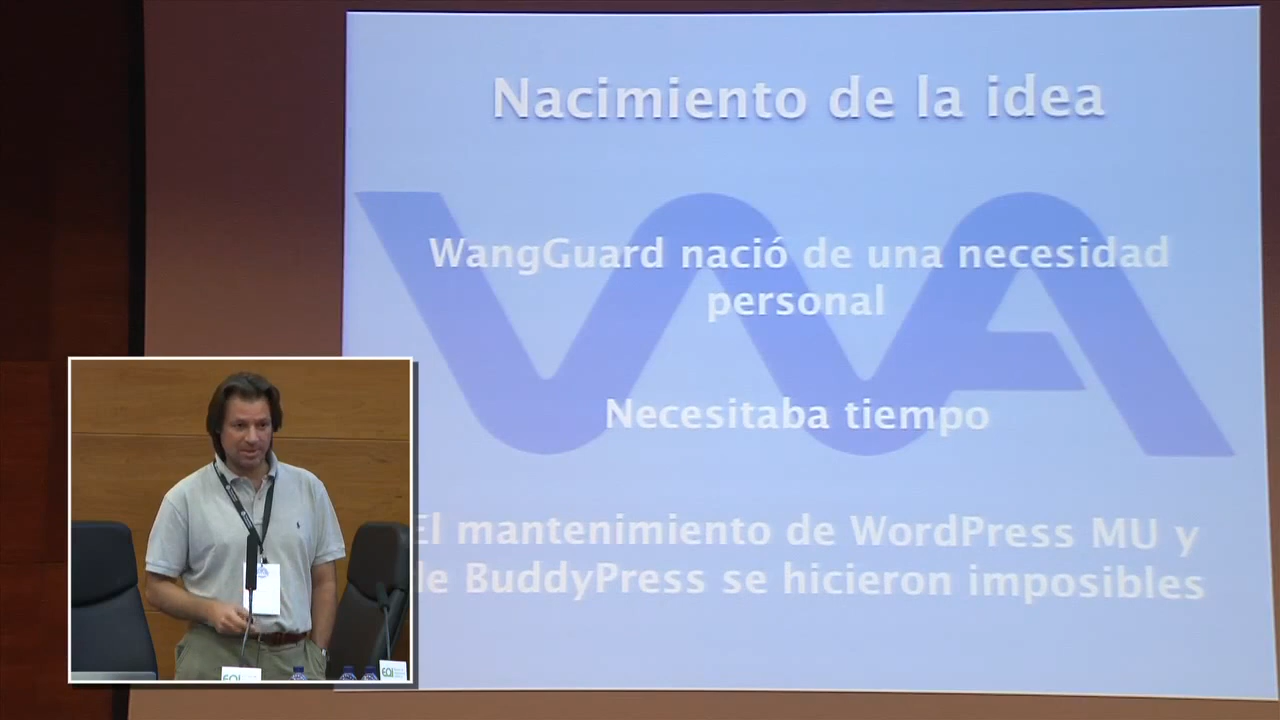 Nacimiento de la idea
WangGuard nació de una necesidad
personal
Necesitaba tiempo
El mantenimiento de WordPress MU y
de BuddyPress se hicieron imposibles
EOI